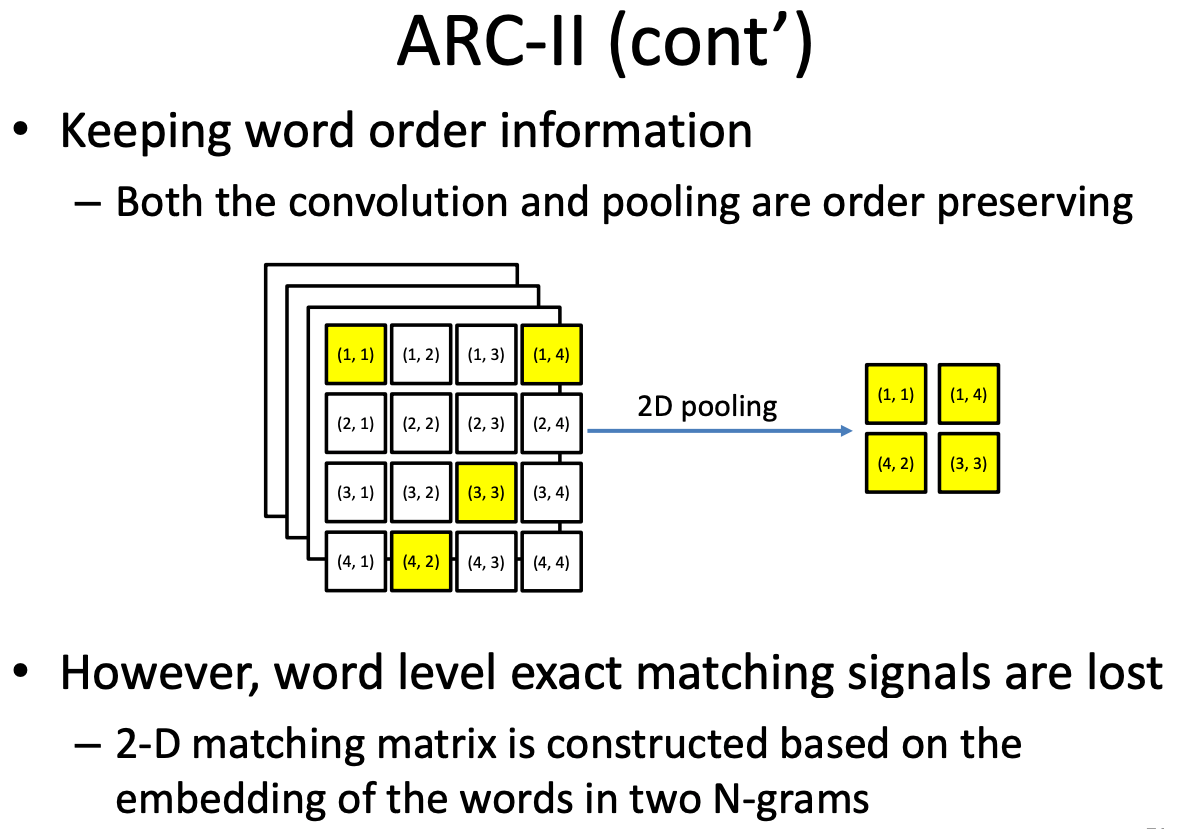 ARC-II (cont’)
• Keeping word order information
– Both the convolution and pooling are order preserving
(1, 1) (1, 2) (1, 3) (1, 4)
(2, 1) (2, 2) (2, 3) (2, 4)
(3, 1) (3, 2) (3, 3) (3, 4)
(4, 1) (4, 2) (4, 3) (4, 4)
2D pooling
(1, 1) (1, 4)
(4, 2) (3, 3)
• However, word level exact matching signals are lost
– 2-D matching matrix is constructed based on the
embedding of the words in two N-grams